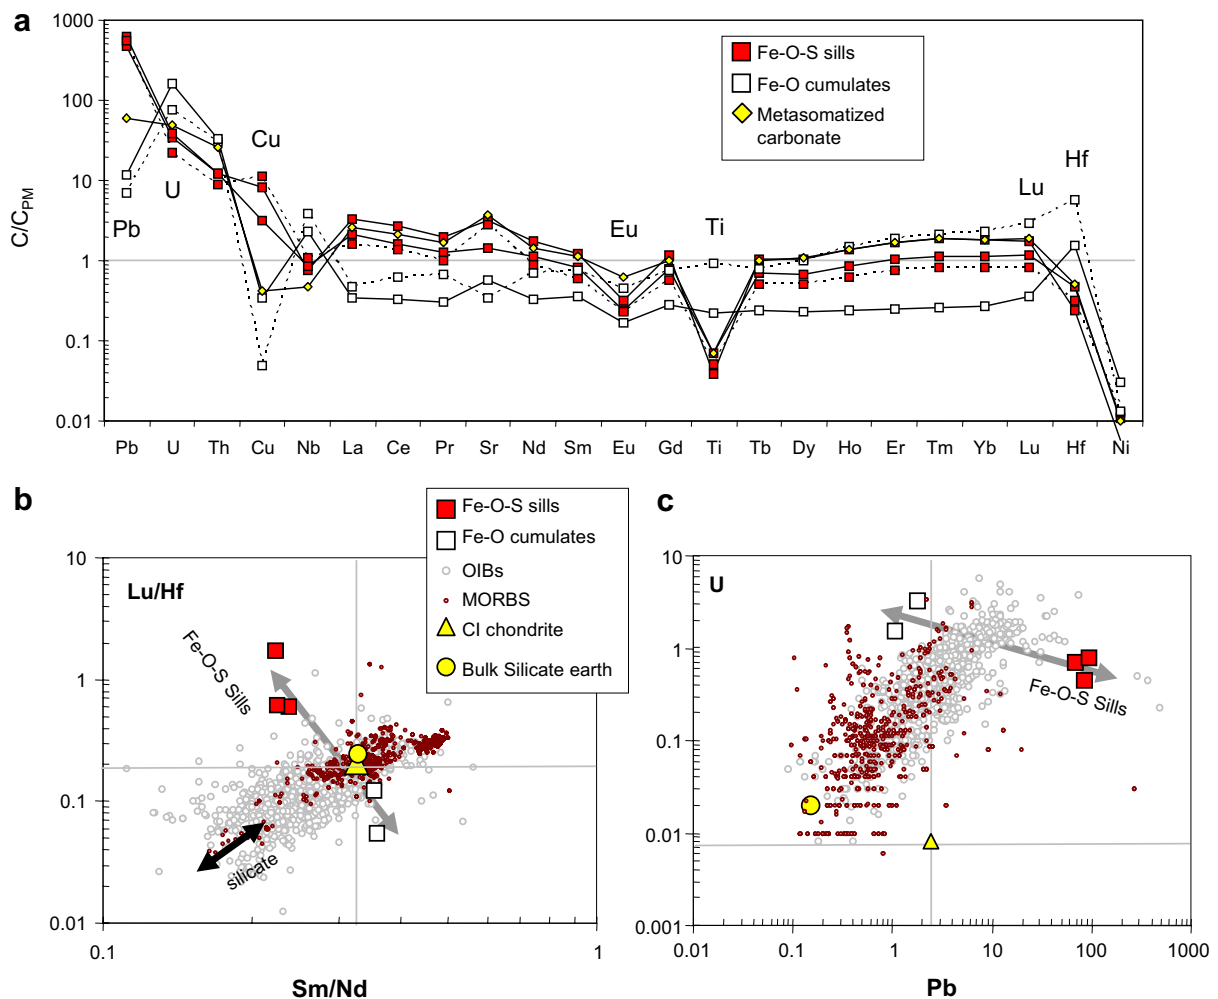 a
1000
100
10
1
0.1
0.01
C/CPM
Pb
U
Cu
Eu
Ti
Lu
Hf
Fe-O-S sills
Fe-O cumulates
Metasomatized
carbonate
Pb U Th Cu Nb La Ce Pr Sr Nd Sm Eu Gd Ti Tb Dy Ho Er Tm Yb Lu Hf Ni
b
Fe-O-S sills
Fe-O cumulates
OIBs
MORBS
CI chondrite
Bulk Silicate earth
10
1
0.1
0.01
Lu/Hf
Fe-O-S Sills
silicate
0.1 1
Sm/Nd
c
10
1
0.1
0.01
0.001
U
Fe-O-S Sills
0.01 0.1 1 10 100 1000
Pb